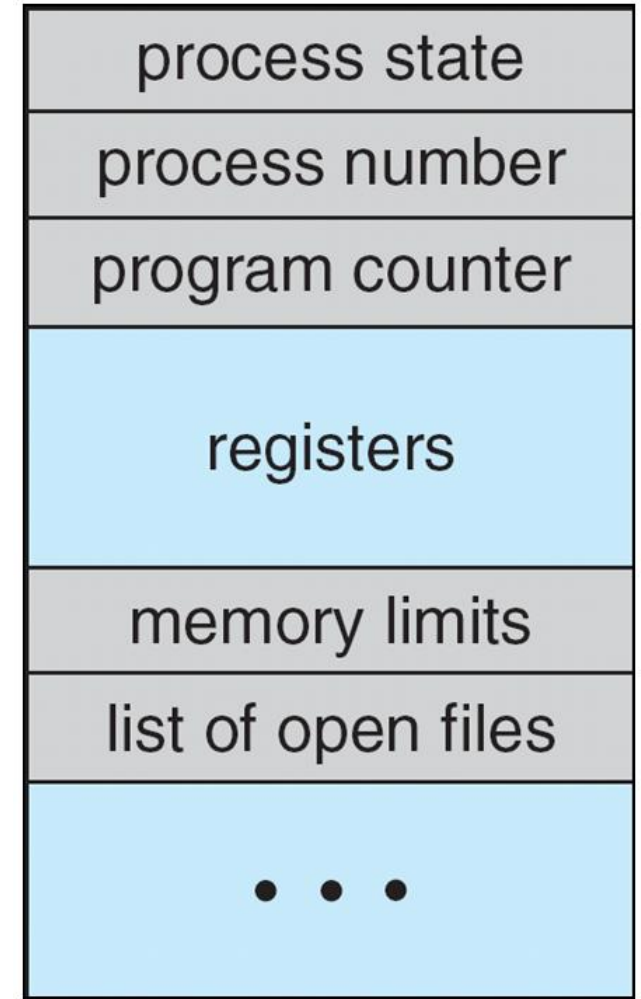 process state
process number
program counter
registers
memory limits
list of open files
• • •